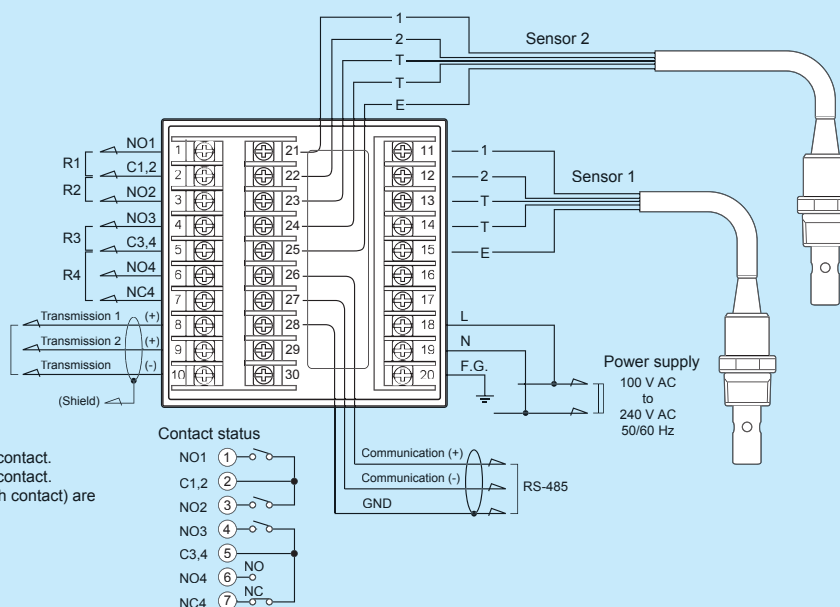 1
2
T
T
E
Sensor 2
R1
R2
R3
R4
NO1
C1,2
NO2
NO3
C3,4
NO4
NC4
Transmission 1 (+)
Transmission 2 (+)
Transmission (-)
(Shield)
1
2
3
4
5
6
7
8
9
10
21
22
23
24
25
26
27
28
29
30
11
12
13
14
15
16
17
18
19
20
1
2
T
T
E
Sensor 1
L
N
F.G.
Power supply
100 V AC
to
240 V AC
50/60 Hz
Communication (+)
Communication (-)
GND
RS-485
contact.
contact.
h contact) are
Contact status
NO1 1
C1,2 2
NO2 3
NO3 4
C3,4 5
NO4 6 NO
NC4 7 NC